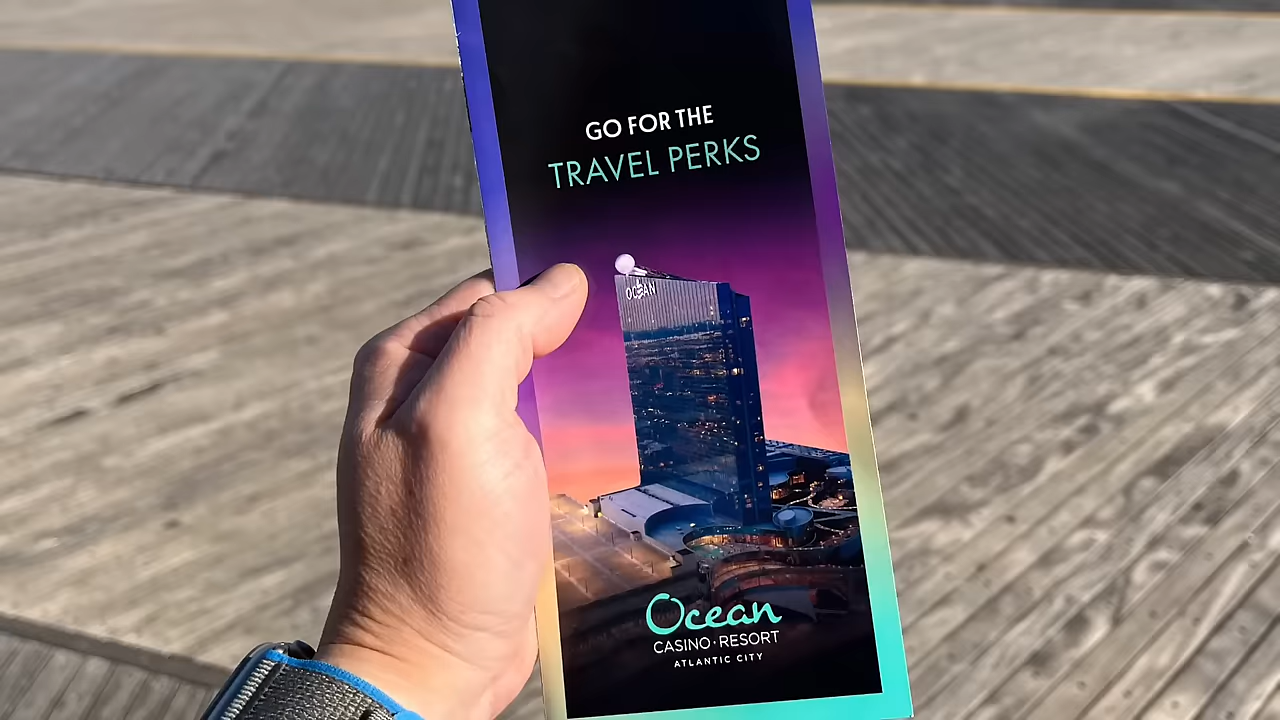 GO FOR THE
TRAVEL PERKS
OCEAN
Ocean
CASINO·RESORT
ATLANTIC CITY